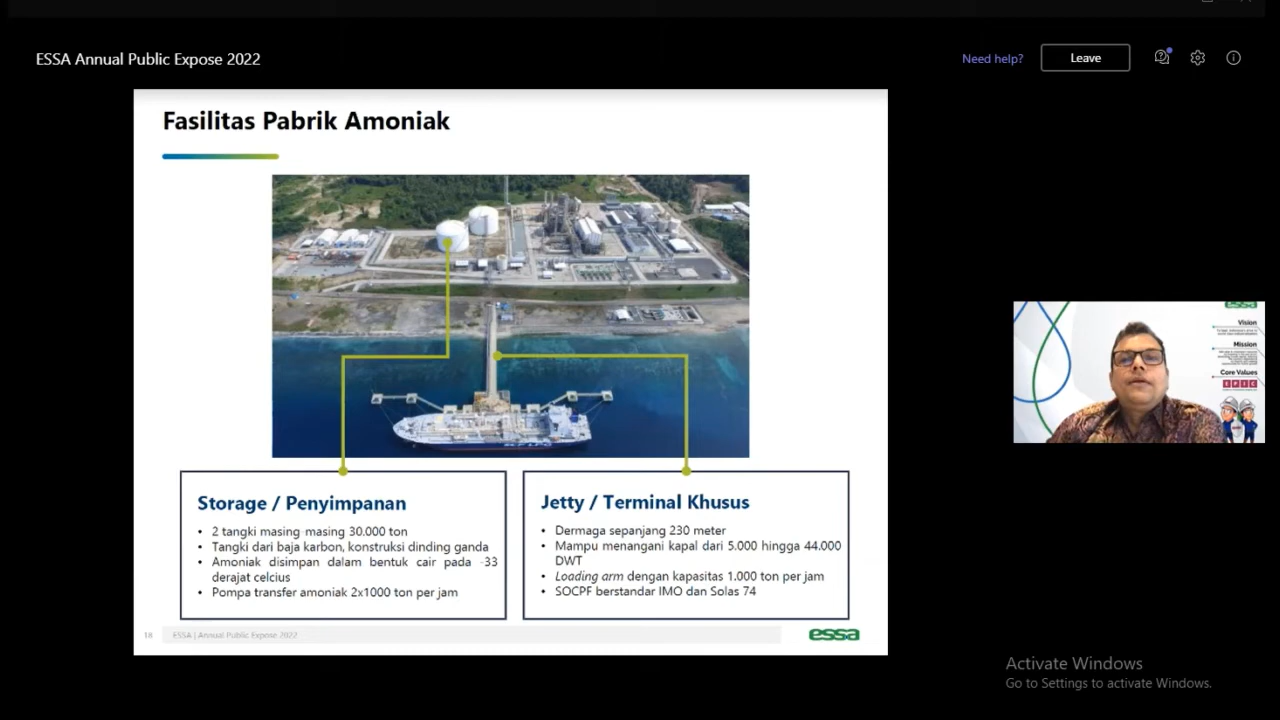 ESSA Annual Public Expose 2022
Need help?
Leave
Fasilitas Pabrik Amoniak
Storage / Penyimpanan
• 2 tangki masing-masing 30.000 ton
• Tangki dari baja karbon, konstruksi dinding ganda
• Amoniak disimpan dalam bentuk cair pada -33
derajat celcius
• Pompa transfer amoniak 2x1000 ton per jam
Jetty / Terminal Khusus
• Dermaga sepanjang 230 meter
• Mampu menangani kapal dari 5.000 hingga 44.000
DWT
• Loading arm dengan kapasitas 1.000 ton per jam
• SOCPF berstandar IMO dan Solas 74
18
ESSA | Annual Public Expose 2022
essa
essa
Vision
Mission
Core Values
EPIC
Activate Windows
Go to Settings to activate Windows.